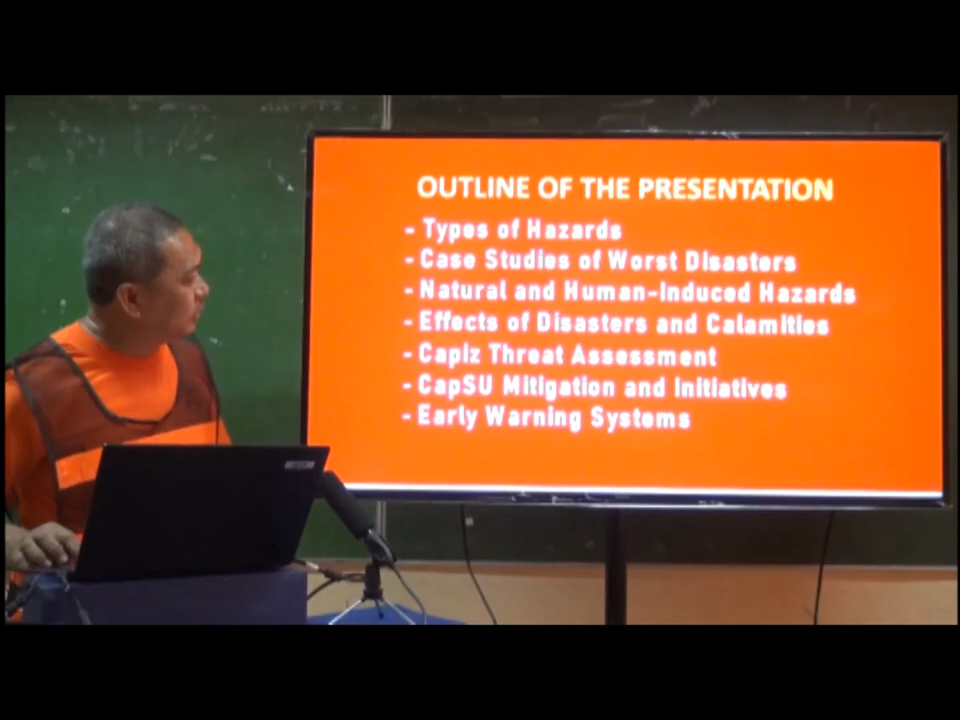 OUTLINE OF THE PRESENTATION
- Types of Hazards
- Case Studies of Worst Disasters
- Natural and Human-Induced Hazards
- Effects of Disasters and Calamities
- Capiz Threat Assessment
- CapSU Mitigation and Initiatives
- Early Warning Systems